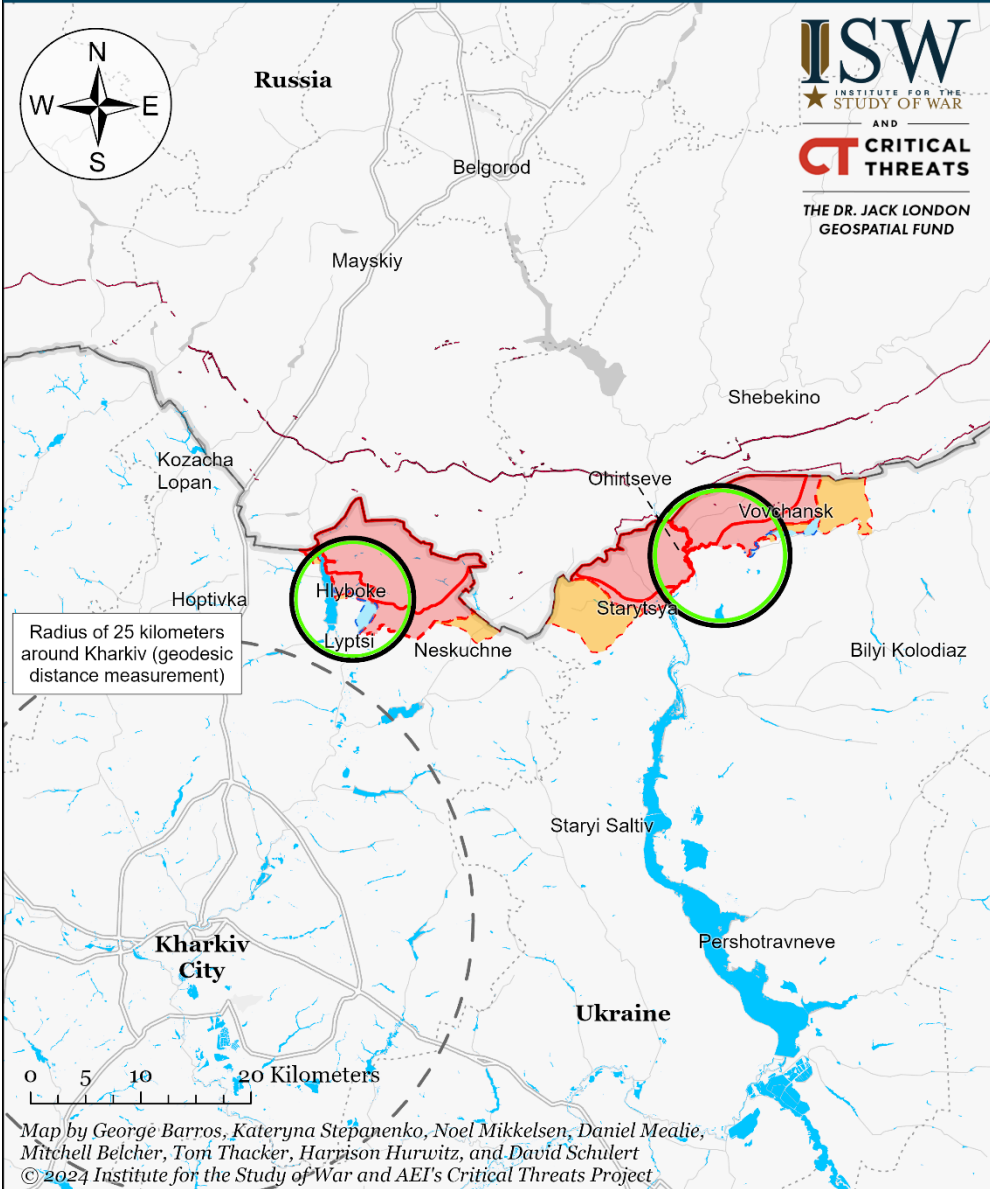 N
W
E
S
Russia
ISW
INSTITUTE FOR THE
STUDY OF WAR
AND
CT CRITICAL
THREATS
THE DR. JACK LONDON
GEOSPATIAL FUND
Belgorod
Mayskiy
Shebekino
Kozacha
Lopan
Ohirtseve
Vovchansk
Hoptivka
Hlyboke
Starytsya
Lyptsi
Neskuchne
Bilyi Kolodiaz
Radius of 25 kilometers
around Kharkiv (geodesic
distance measurement)
Staryi Saltiv
Pershotravneve
Kharkiv
City
Ukraine
0 5 10 20 Kilometers
Map by George Barros, Kateryna Stepanenko, Noel Mikkelsen, Daniel Mealie,
Mitchell Belcher, Tom Thacker, Harrison Hurwitz, and David Schulert
© 2024 Institute for the Study of War and AEI's Critical Threats Project